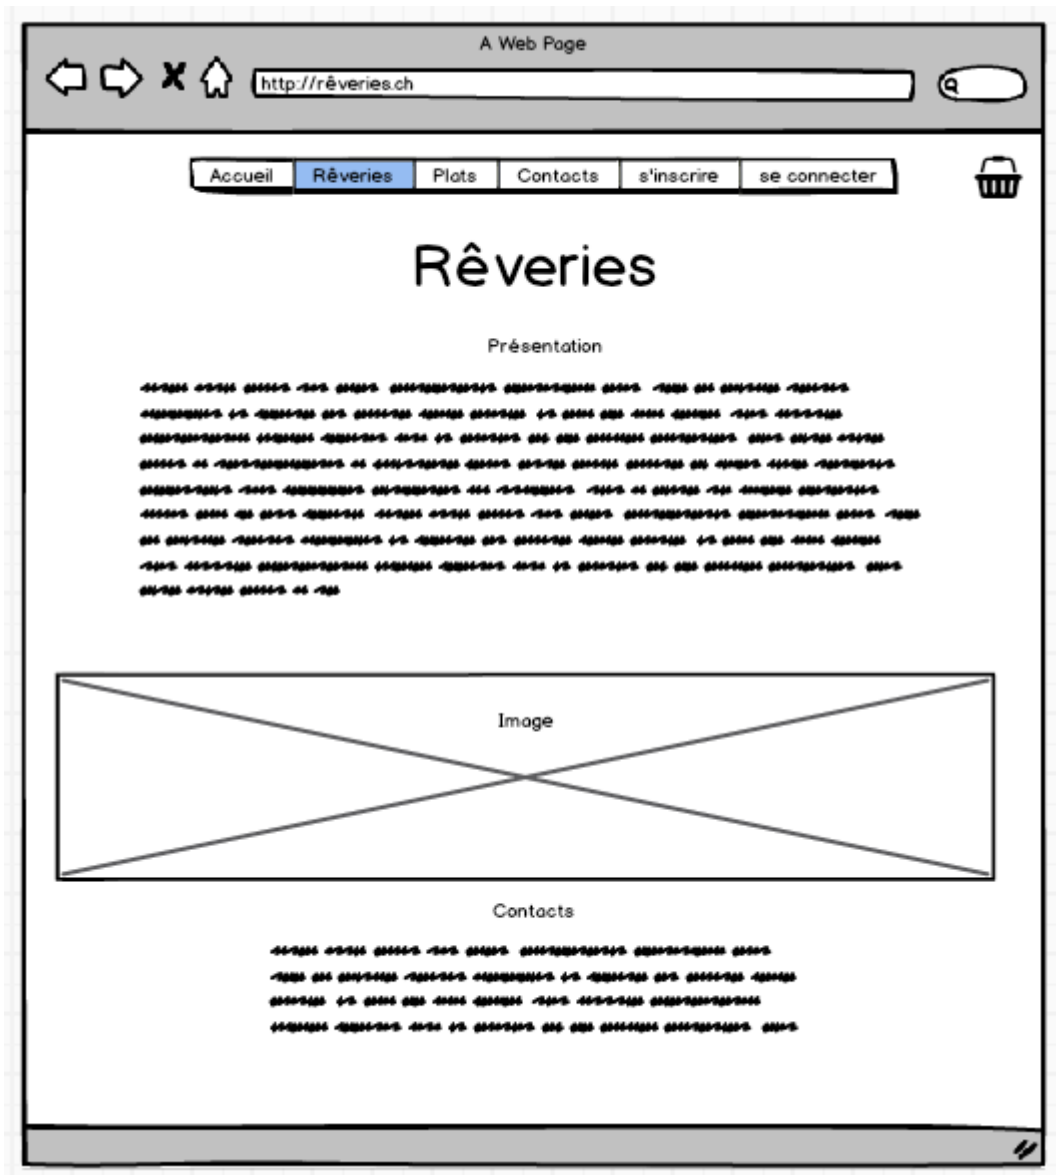 A Web Page
http://rêveries.ch
Accueil Rêveries Plats Contacts s'inscrire se connecter
Rêveries
Présentation
Image
Contacts